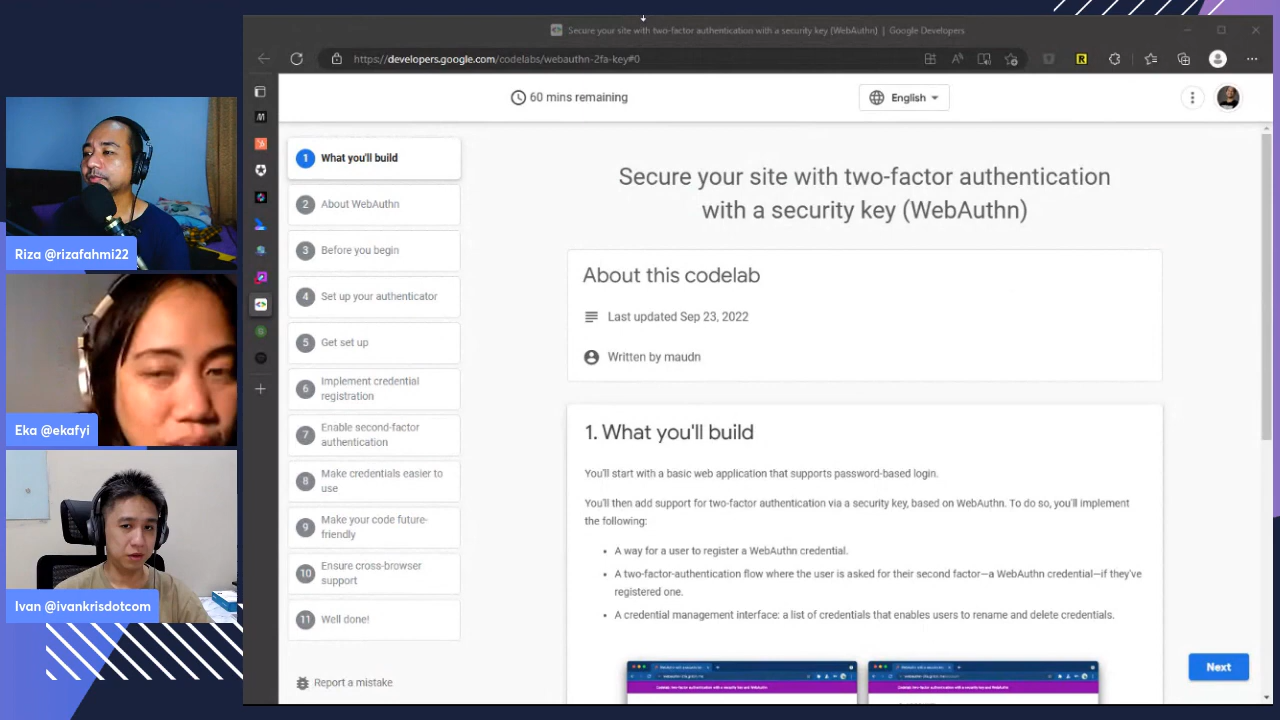 Secure your site with two-factor authentication with a security key (WebAuthn) | Google Developers
https://developers.google.com/codelabs/webauthn-2fa-key#0
60 mins remaining
English
1 What you'll build
2 About WebAuthn
3 Before you begin
4 Set up your authenticator
5 Get set up
6 Implement credential
registration
7 Enable second-factor
authentication
8 Make credentials easier to
use
9 Make your code future-
friendly
10 Ensure cross-browser
support
11 Well done!
Report a mistake
Secure your site with two-factor authentication
with a security key (WebAuthn)
About this codelab
Last updated Sep 23, 2022
Written by maudn
1. What you'll build
You'll start with a basic web application that supports password-based login.
You'll then add support for two-factor authentication via a security key, based on WebAuthn. To do so, you'll implement
the following:
• A way for a user to register a WebAuthn credential.
• A two-factor-authentication flow where the user is asked for their second factor—a WebAuthn credential—if they've
registered one.
• A credential management interface: a list of credentials that enables users to rename and delete credentials.
Next
Riza @rizafahmi22
Eka @ekafyi
Ivan @ivankrisdotcom